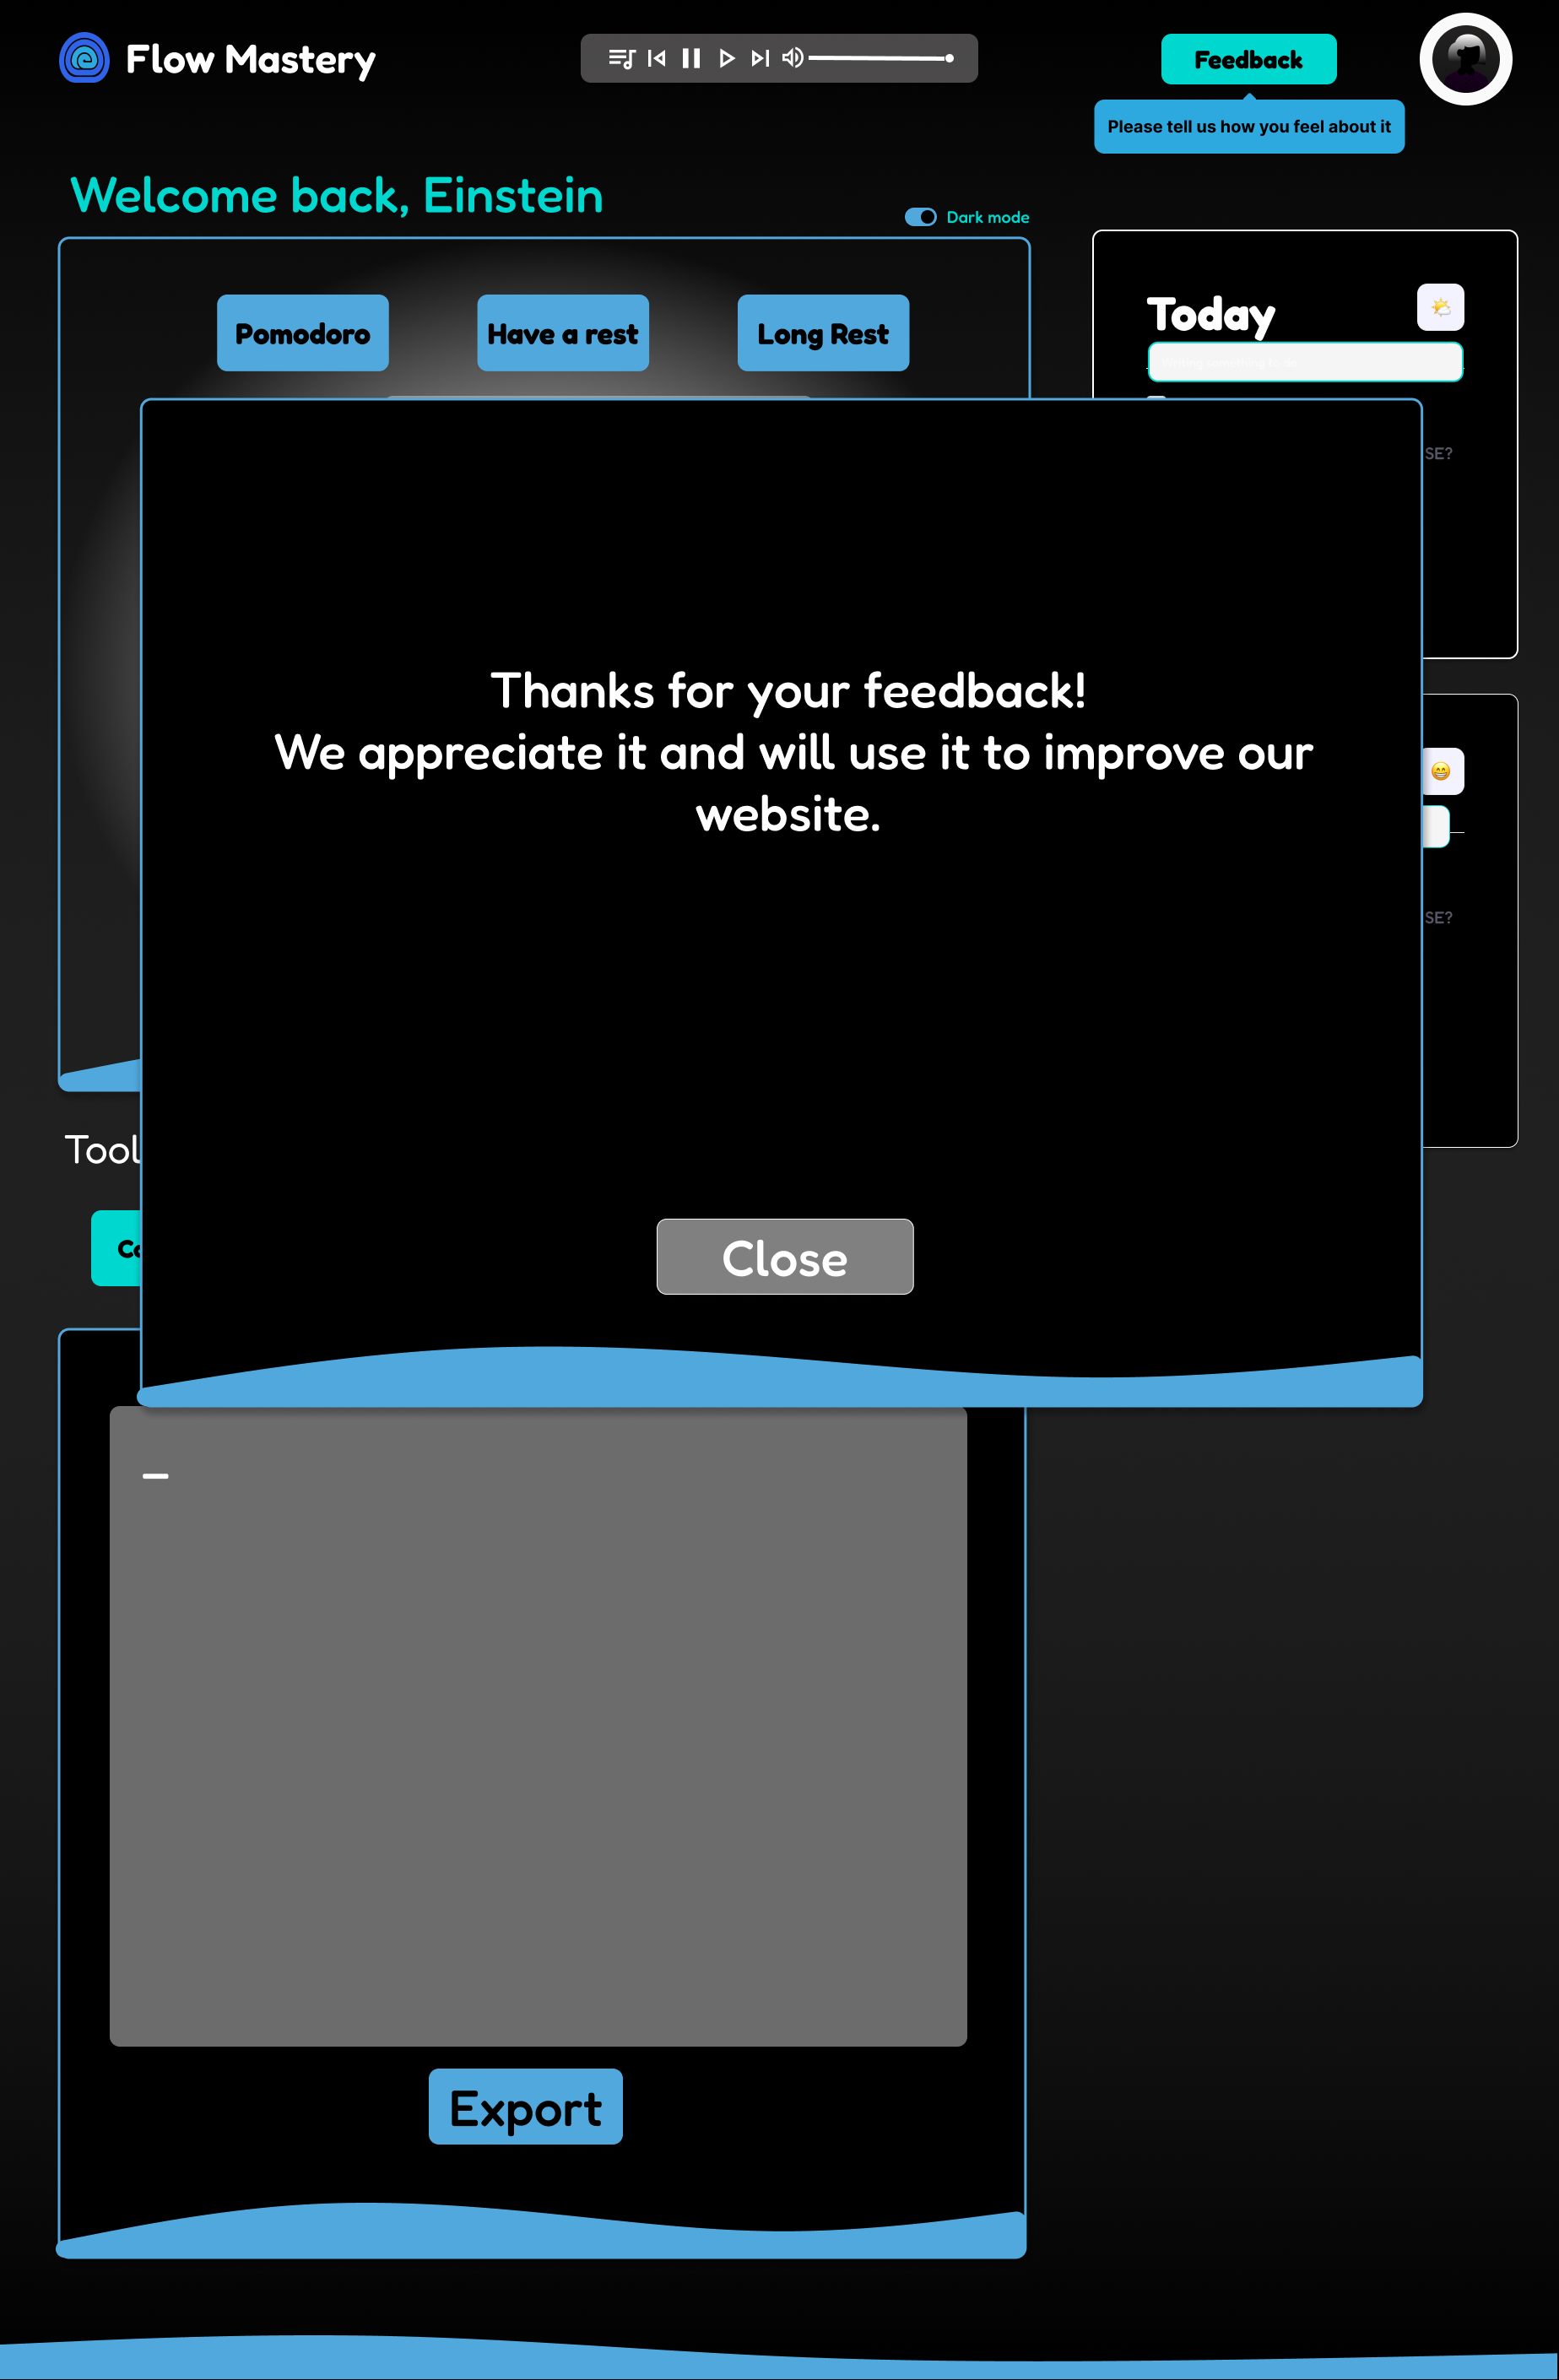 Flow Mastery
Feedback
Please tell us how you feel about it
Welcome back, Einstein
Dark mode
Pomodoro
Have a rest
Long Rest
Today
SE?
Thanks for your feedback!
We appreciate it and will use it to improve our
website.
SE?
Tool
Close
Export